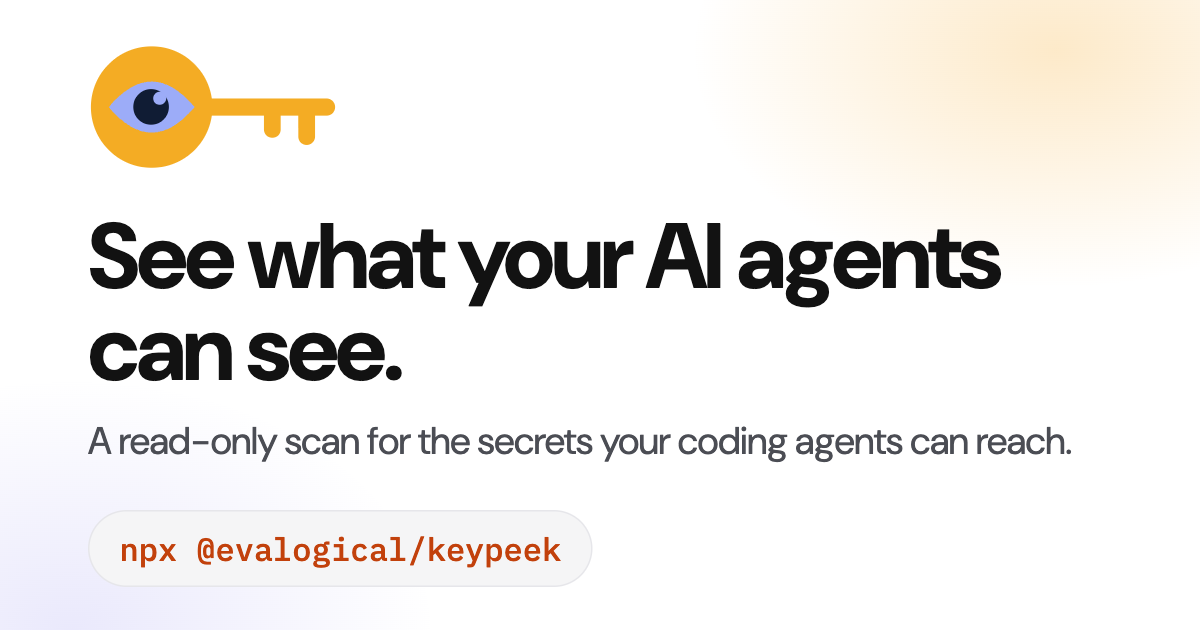 See what your AI agents
can see.
A read-only scan for the secrets your coding agents can reach.
npx @evalogical/keypeek